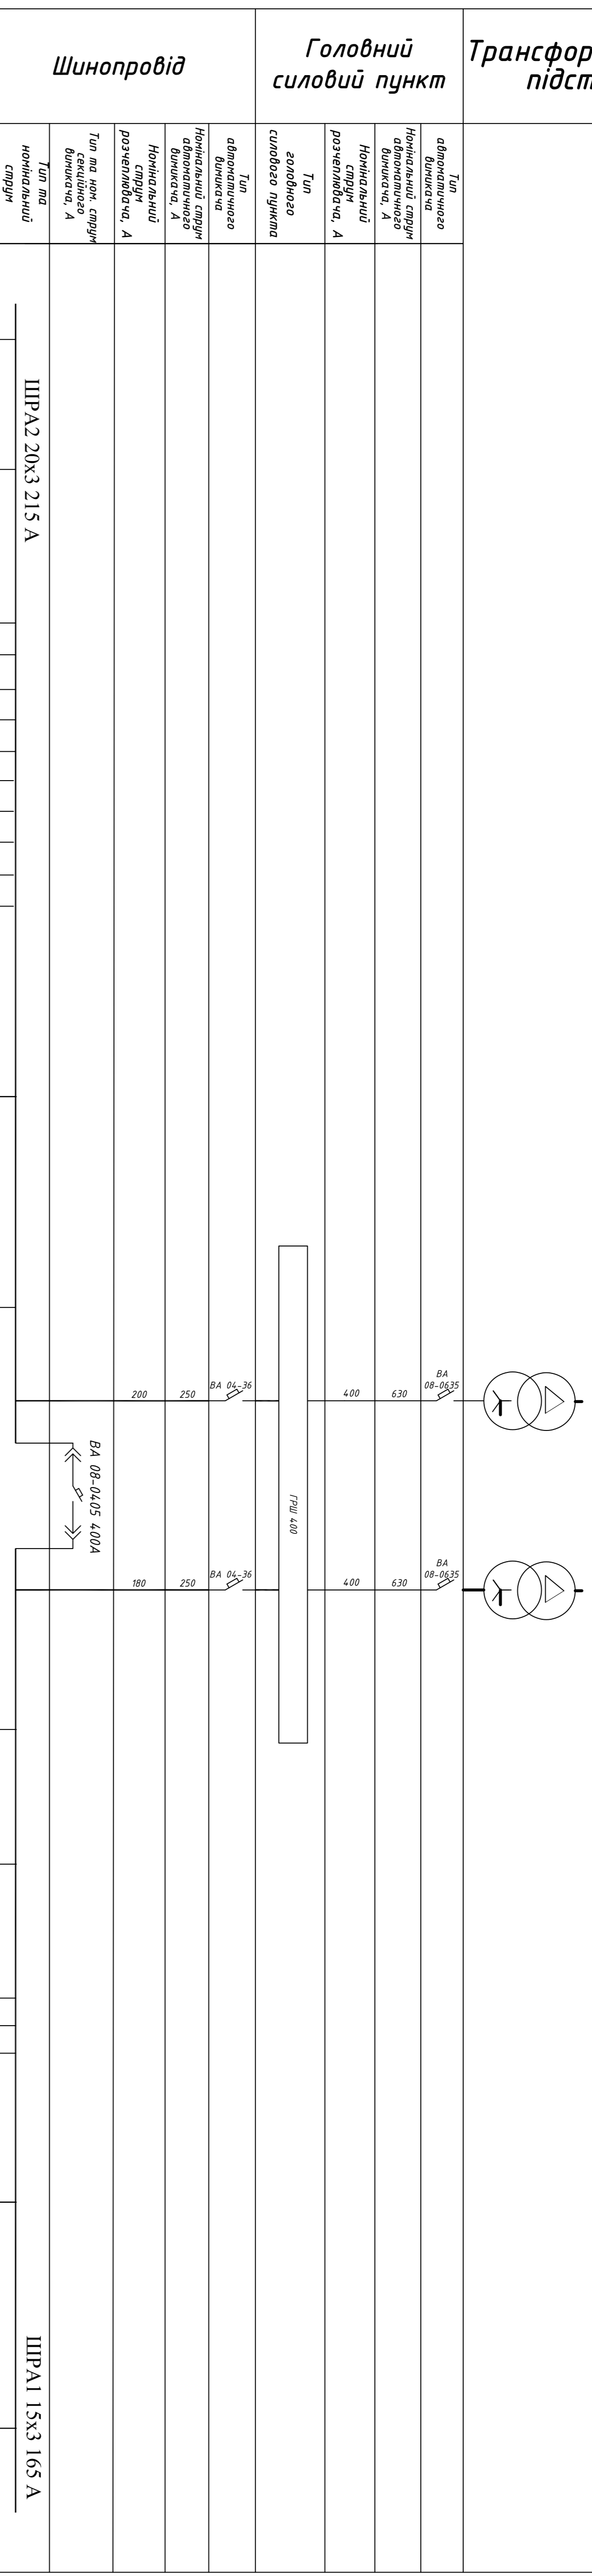 Шинопровід
Головний
силовий пункт
Трансфор
підст
Тип та
номінальний
струм
Тип та ном. струм
секційного
вимикача, А
Номінальний
струм
розчеплювача, А
Номінальний струм
автоматичного
вимикача, А
Тип
автоматичного
вимикача
Тип
головного
силового пункта
Номінальний
струм
розчеплювача, А
Номінальний струм
автоматичного
вимикача, А
Тип
автоматичного
вимикача
ШРА2 20х3 215 А
200
250
ВА 04-36
400
630
ВА
08-0635
ВА 08-0405 400А
ГРЩ 400
180
250
ВА 04-36
400
630
ВА
08-0635
ШРА1 15х3 165 А